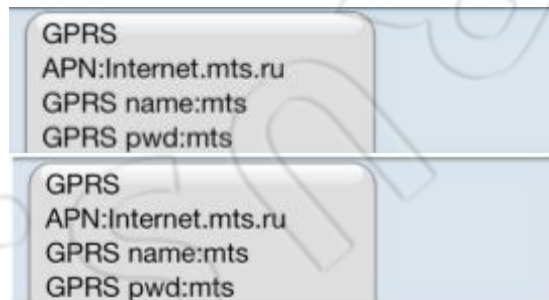 GPRS
APN:Internet.mts.ru
GPRS name:mts
GPRS pwd:mts
GPRS
APN:Internet.mts.ru
GPRS name:mts
GPRS pwd:mts